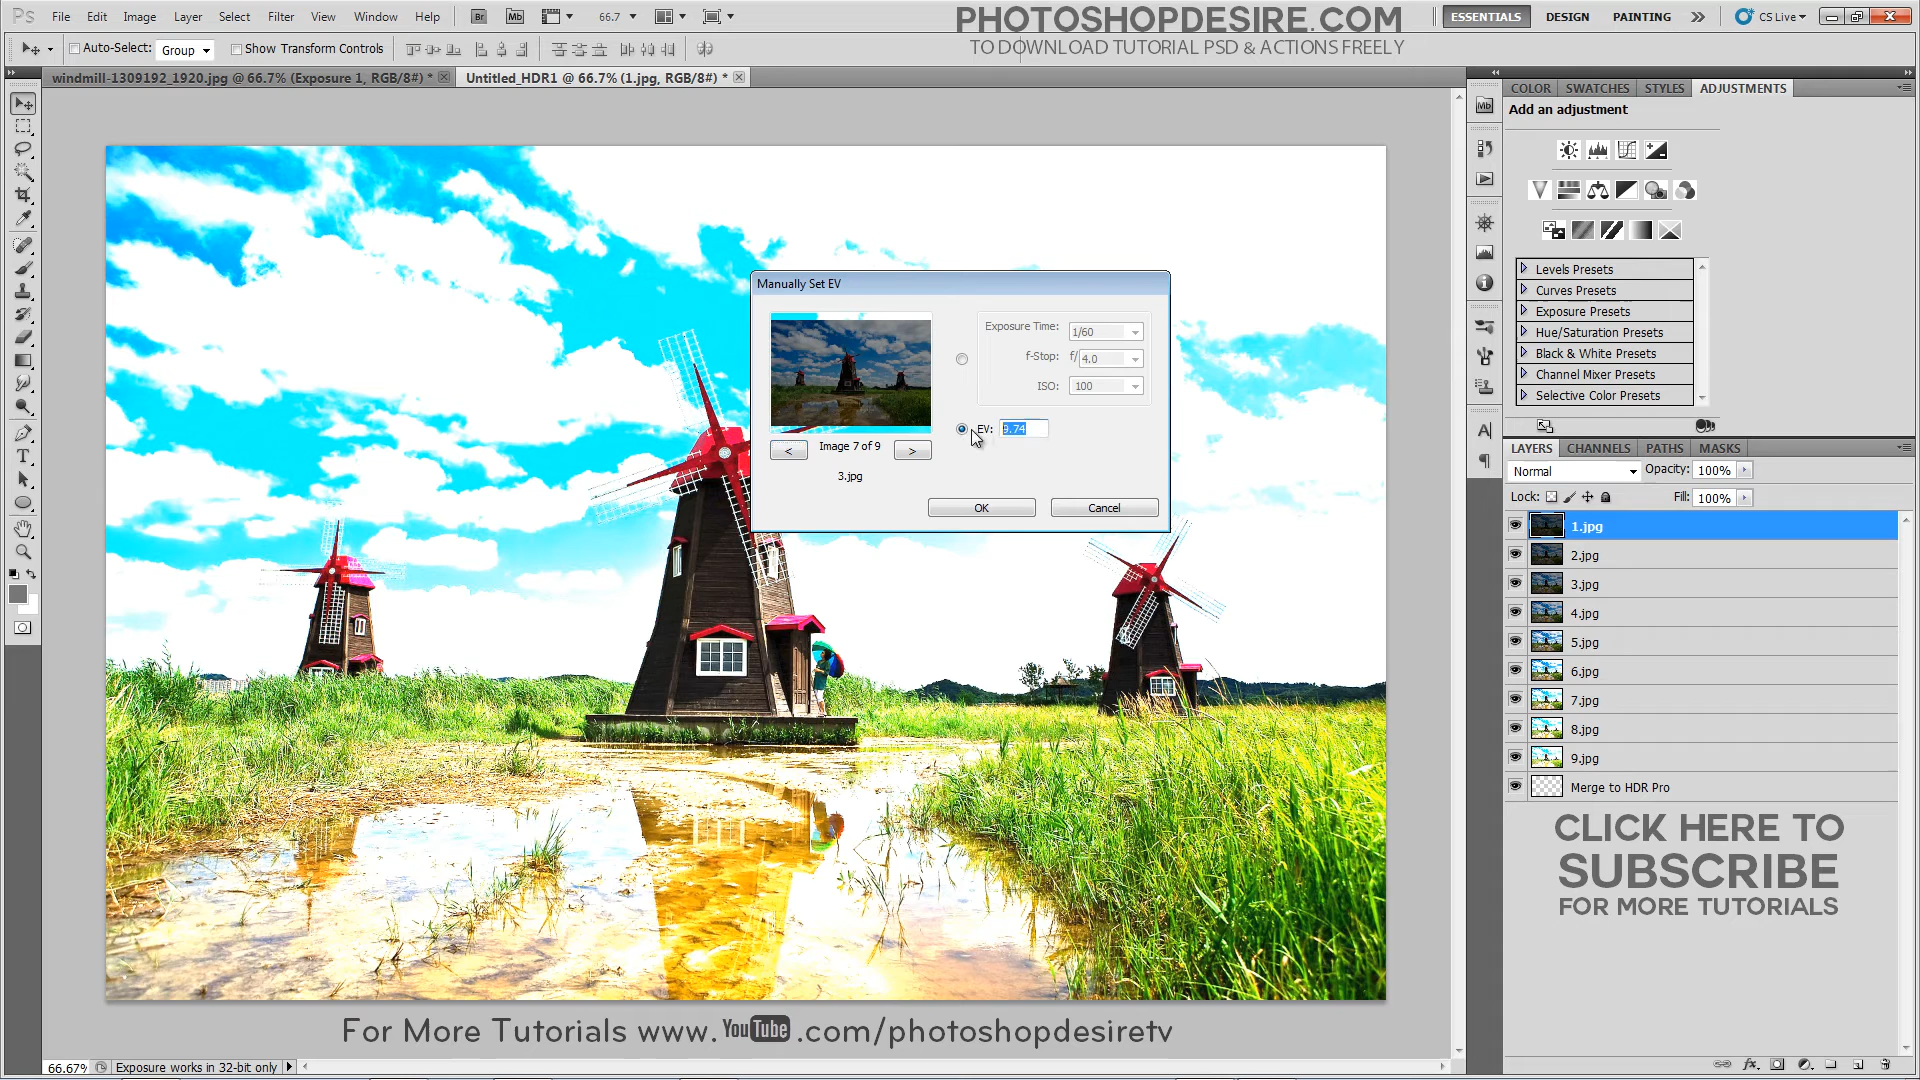 Ps File Edit Image Layer Select Filter View Window Help Br Mb 66.7
PHOTOSHOPDESIRE.COM
TO DOWNLOAD TUTORIAL PSD & ACTIONS FREELY
ESSENTIALS DESIGN PAINTING >> CS Live
Auto-Select: Group Show Transform Controls
windmill-1309192_1920.jpg @ 66.7% (Exposure 1, RGB/8#) *
Untitled_HDR1 @ 66.7% (1.jpg, RGB/8#) *
COLOR SWATCHES STYLES ADJUSTMENTS
Add an adjustment
Levels Presets
Curves Presets
Exposure Presets
Hue/Saturation Presets
Black & White Presets
Channel Mixer Presets
Selective Color Presets
Manually Set EV
Exposure Time: 1/60
f-Stop: f/ 4.0
ISO: 100
EV: 9.74
< Image 7 of 9 >
3.jpg
OK Cancel
LAYERS CHANNELS PATHS MASKS
Normal Opacity: 100%
Lock: Fill: 100%
1.jpg
2.jpg
3.jpg
4.jpg
5.jpg
6.jpg
7.jpg
8.jpg
9.jpg
Merge to HDR Pro
CLICK HERE TO
SUBSCRIBE
FOR MORE TUTORIALS
For More Tutorials www.YouTube.com/photoshopdesiretv
66.67% Exposure works in 32-bit only